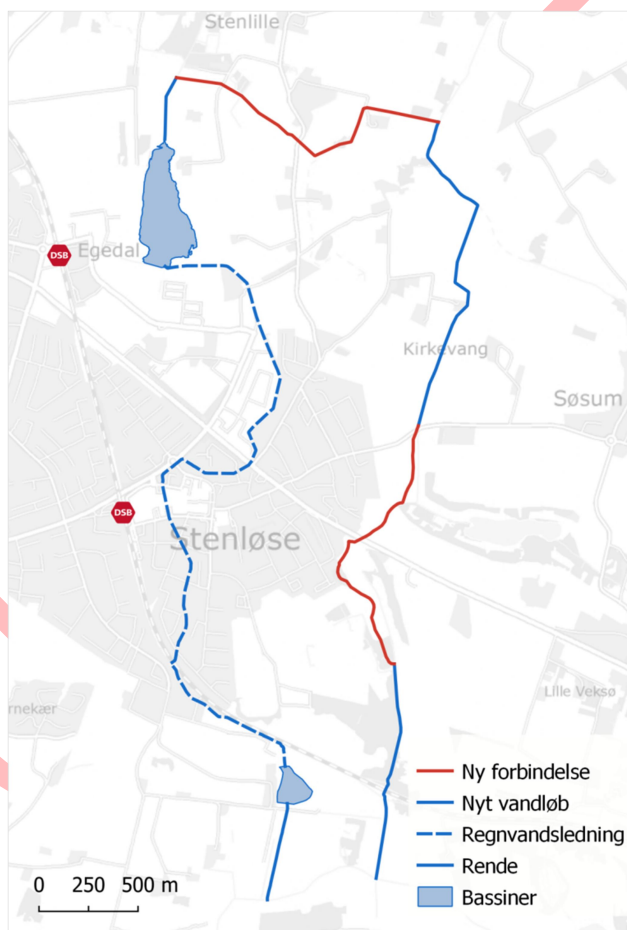 Stenlille
Egedal
DSB
Kirkevang
Søsum
DSB
Stenløse
Lille Veksø
rnekær
Ny forbindelse
Nyt vandløb
Regnvandsledning
Rende
Bassiner
0 250 500 m